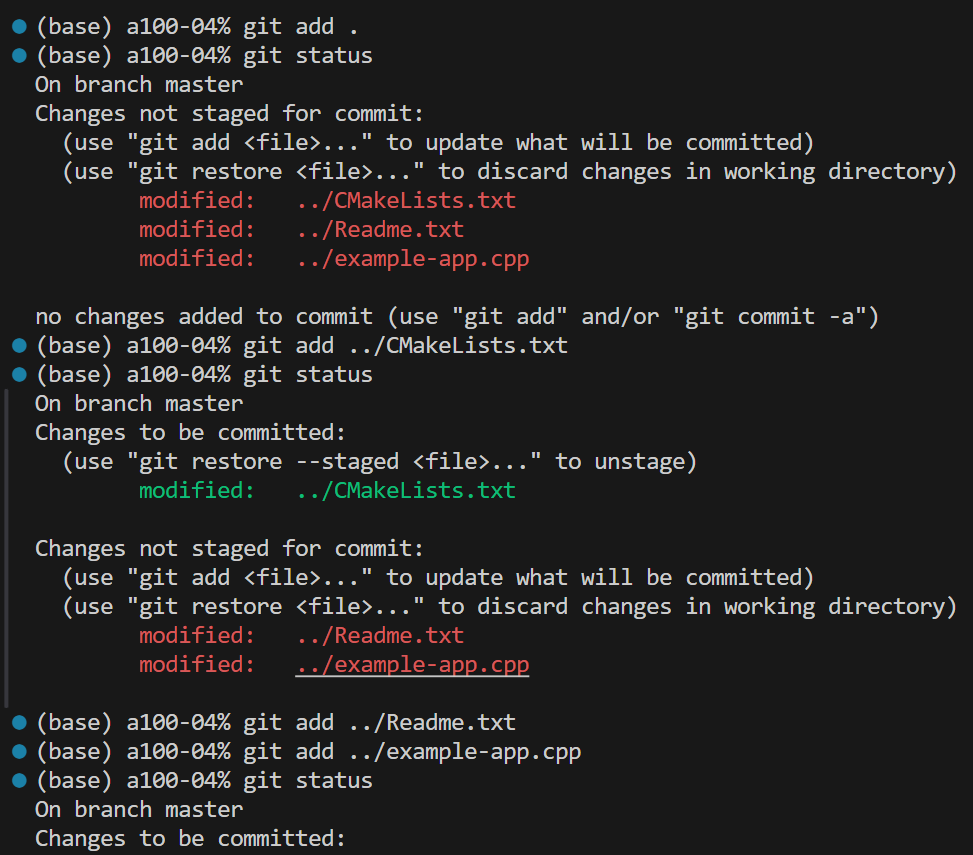 (base) a100-04% git add .
(base) a100-04% git status
On branch master
Changes not staged for commit:
  (use "git add <file>..." to update what will be committed)
  (use "git restore <file>..." to discard changes in working directory)
        modified:   ../CMakeLists.txt
        modified:   ../Readme.txt
        modified:   ../example-app.cpp

no changes added to commit (use "git add" and/or "git commit -a")
(base) a100-04% git add ../CMakeLists.txt
(base) a100-04% git status
On branch master
Changes to be committed:
  (use "git restore --staged <file>..." to unstage)
        modified:   ../CMakeLists.txt

Changes not staged for commit:
  (use "git add <file>..." to update what will be committed)
  (use "git restore <file>..." to discard changes in working directory)
        modified:   ../Readme.txt
        modified:   ../example-app.cpp

(base) a100-04% git add ../Readme.txt
(base) a100-04% git add ../example-app.cpp
(base) a100-04% git status
On branch master
Changes to be committed: